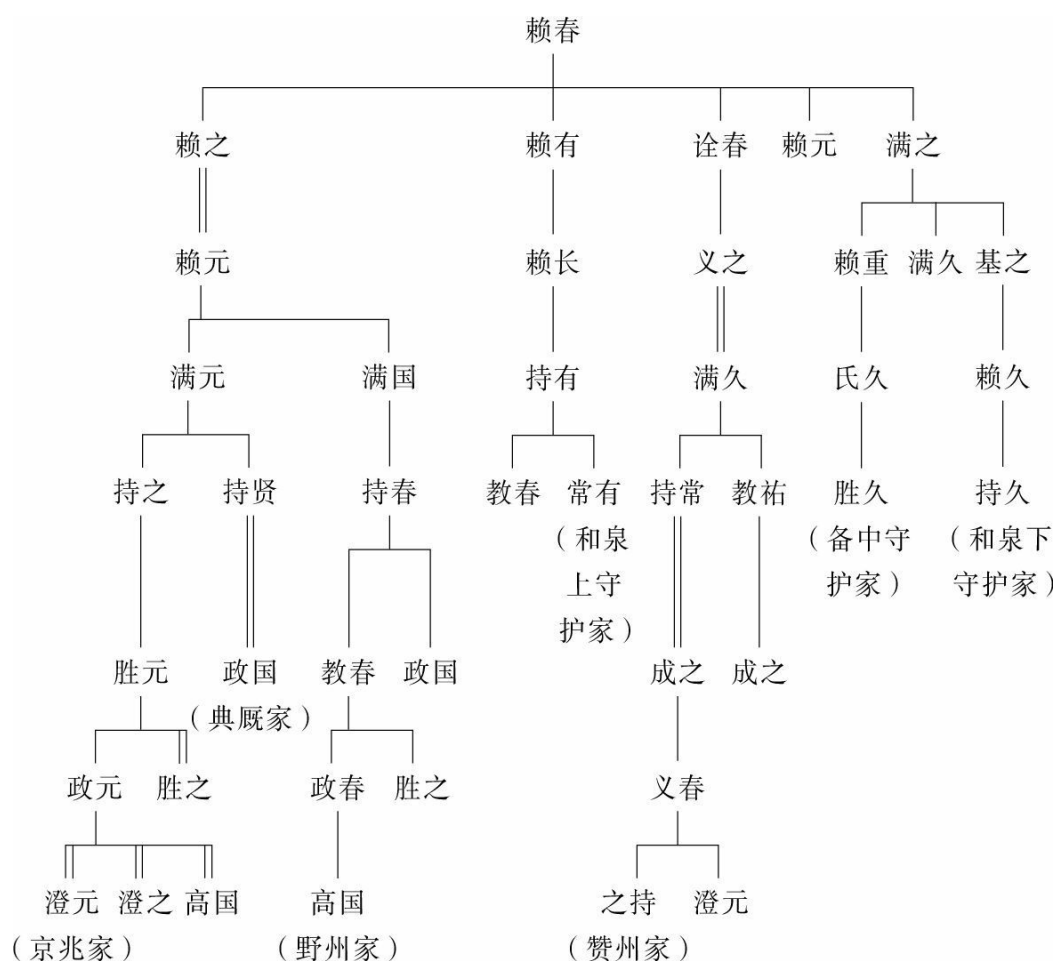 赖春
赖之 赖有 诠春 赖元 满之
赖元 赖长 义之 赖重 满久 基之
满元 满国 持有 满久 氏久 赖久
持之 持贤 持春 教春 常有 持常 教祐 胜久 持久
（和泉 （备中守 （和泉下
上守 护家） 守护家）
护家）
胜元 政国 教春 政国 成之 成之
（典厩家）
政元 胜之 政春 胜之 义春
澄元 澄之 高国 高国 之持 澄元
（京兆家） （野州家） （赞州家）